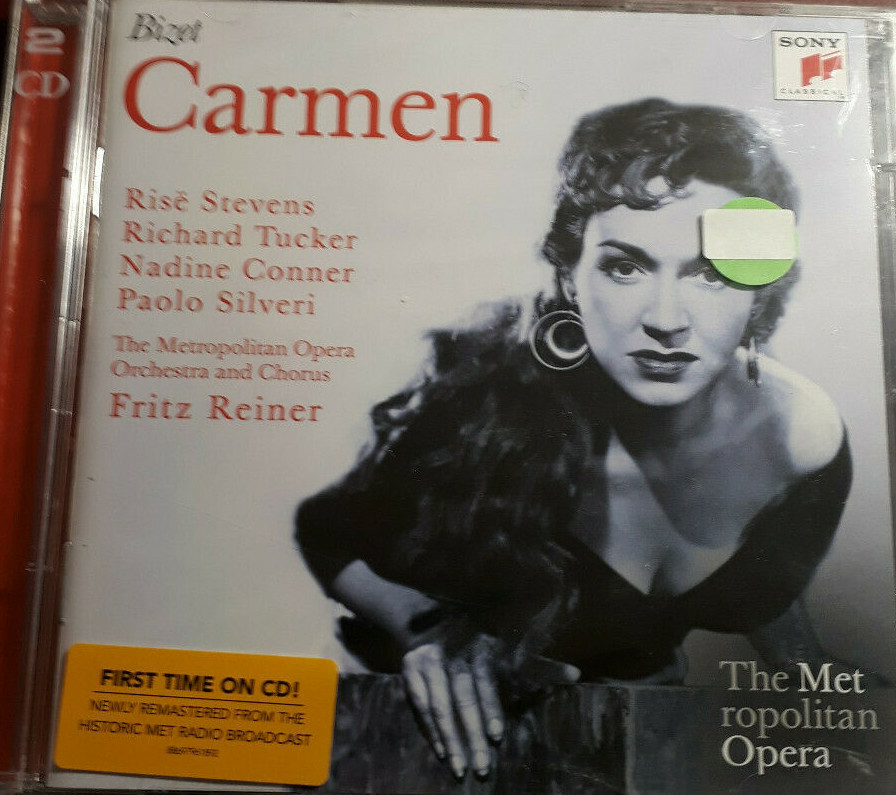 2
CD
Bizet
Carmen
SONY
CLASSICAL
Risë Stevens
Richard Tucker
Nadine Conner
Paolo Silveri
The Metropolitan Opera
Orchestra and Chorus
Fritz Reiner
FIRST TIME ON CD!
NEWLY REMASTERED FROM THE
HISTORIC MET RADIO BROADCAST
The Met
ropolitan
Opera